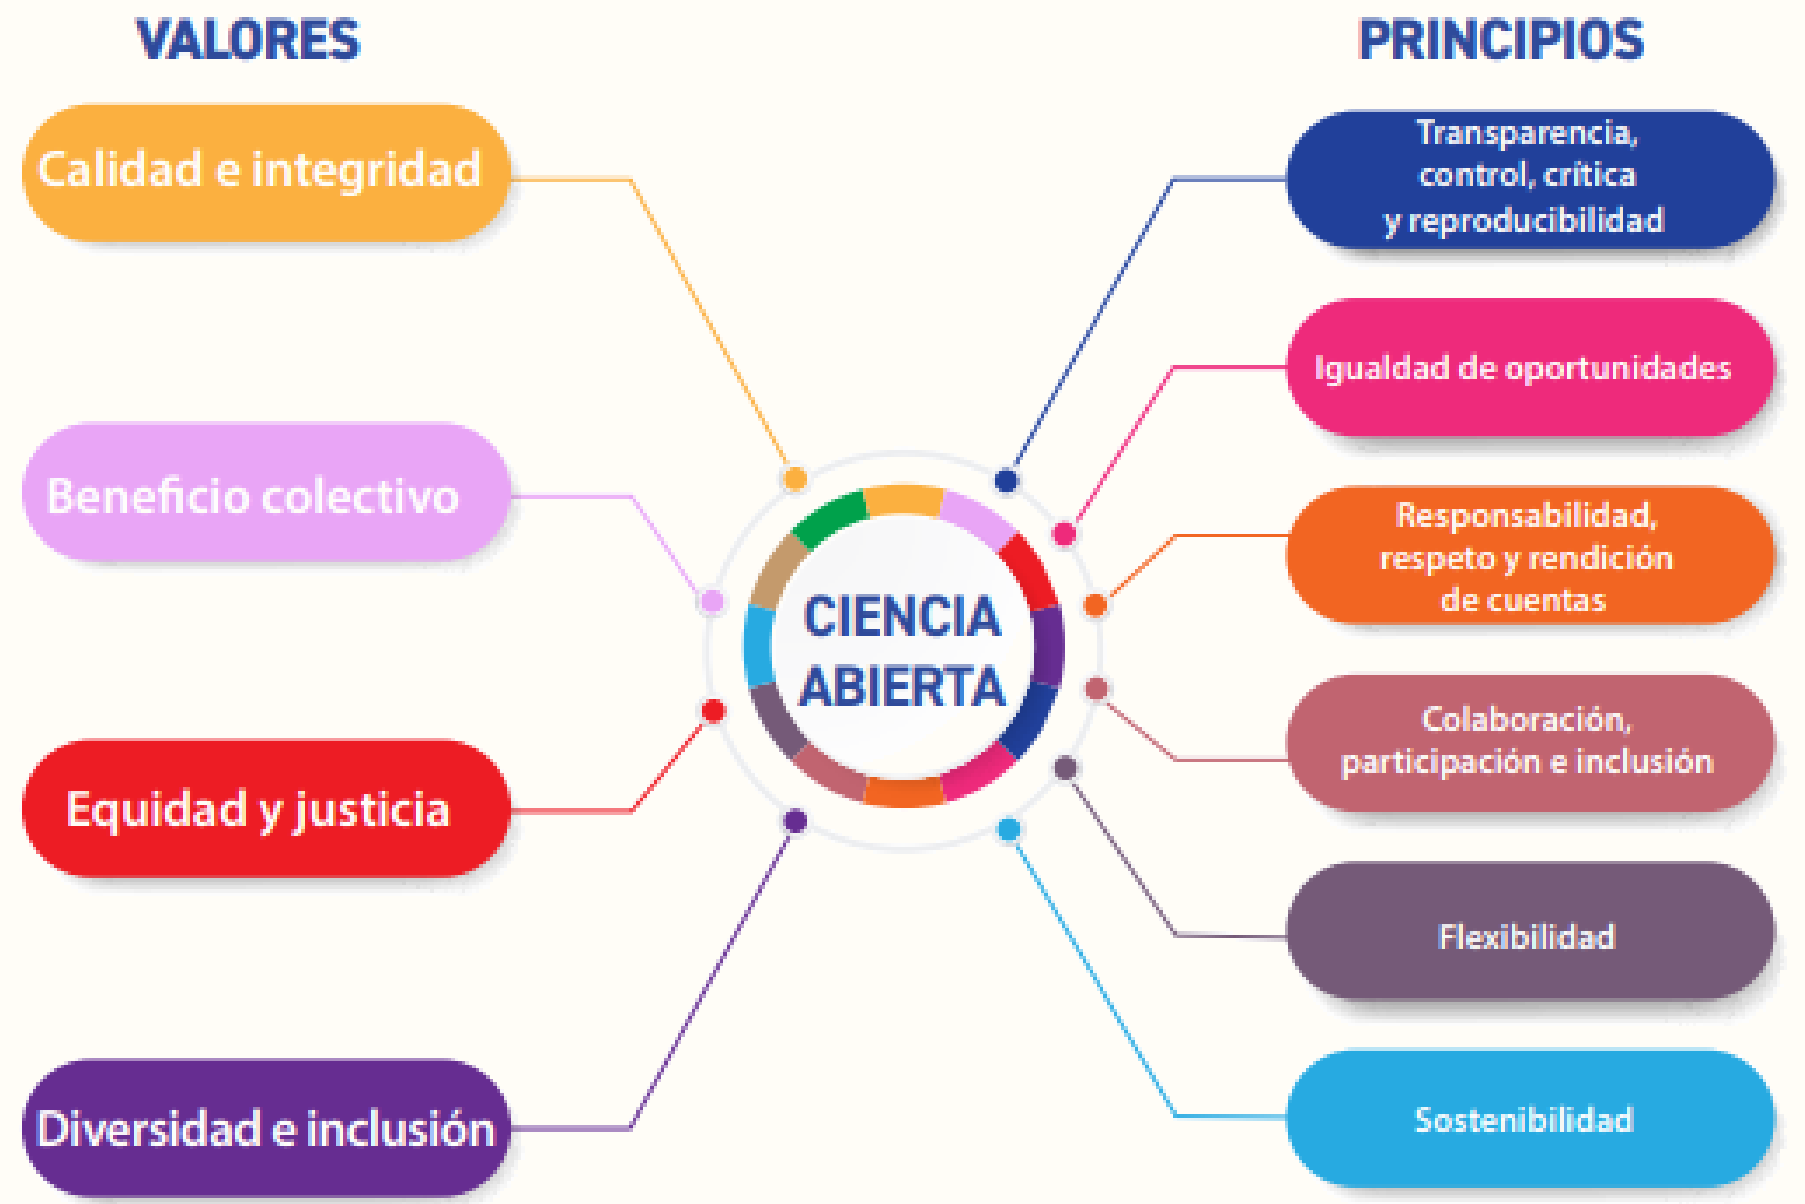 VALORES
Calidad e integridad
Beneficio colectivo
Equidad y justicia
Diversidad e inclusión
CIENCIA
ABIERTA
PRINCIPIOS
Transparencia,
control, crítica
y reproducibilidad
Igualdad de oportunidades
Responsabilidad,
respeto y rendición
de cuentas
Colaboración,
participación e inclusión
Flexibilidad
Sostenibilidad